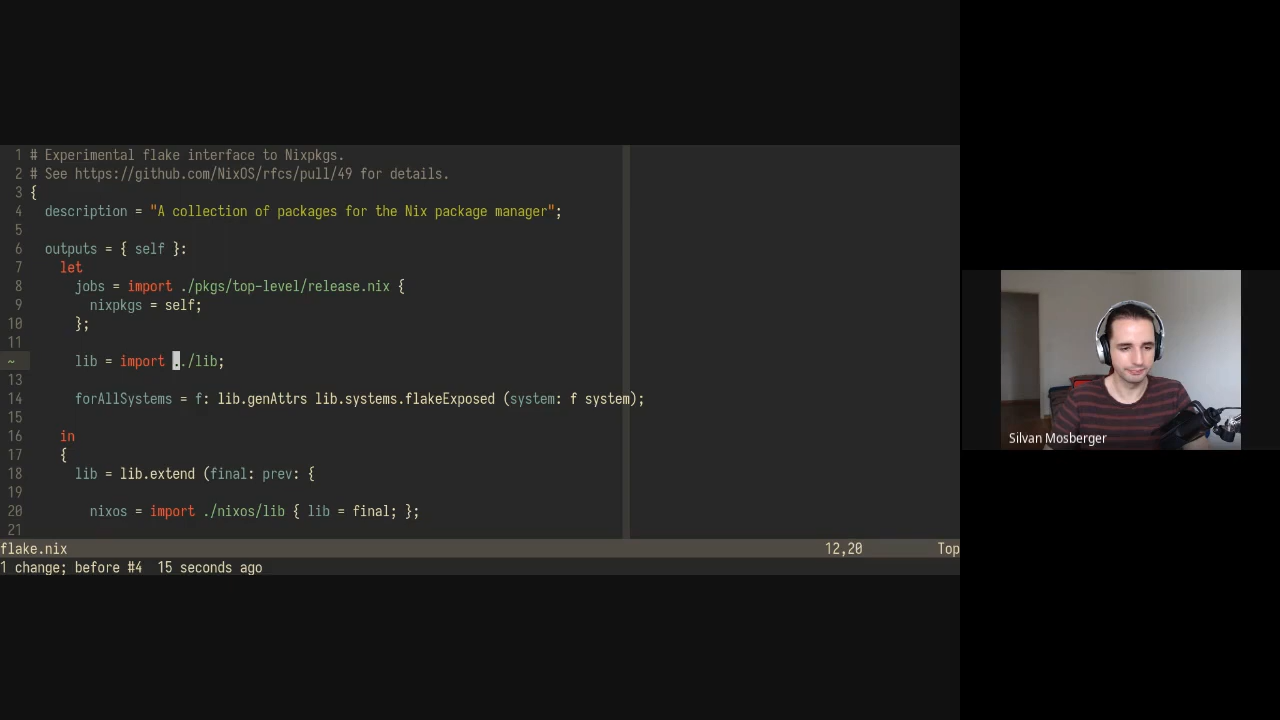 1 # Experimental flake interface to Nixpkgs.
2 # See https://github.com/NixOS/rfcs/pull/49 for details.
3 {
4   description = "A collection of packages for the Nix package manager";
5
6   outputs = { self }:
7     let
8       jobs = import ./pkgs/top-level/release.nix {
9         nixpkgs = self;
10       };
11
~       lib = import ../lib;
13
14       forAllSystems = f: lib.genAttrs lib.systems.flakeExposed (system: f system);
15
16     in
17     {
18       lib = lib.extend (final: prev: {
19
20         nixos = import ./nixos/lib { lib = final; };
21
flake.nix 12,20 Top
1 change; before #4  15 seconds ago
Silvan Mosberger